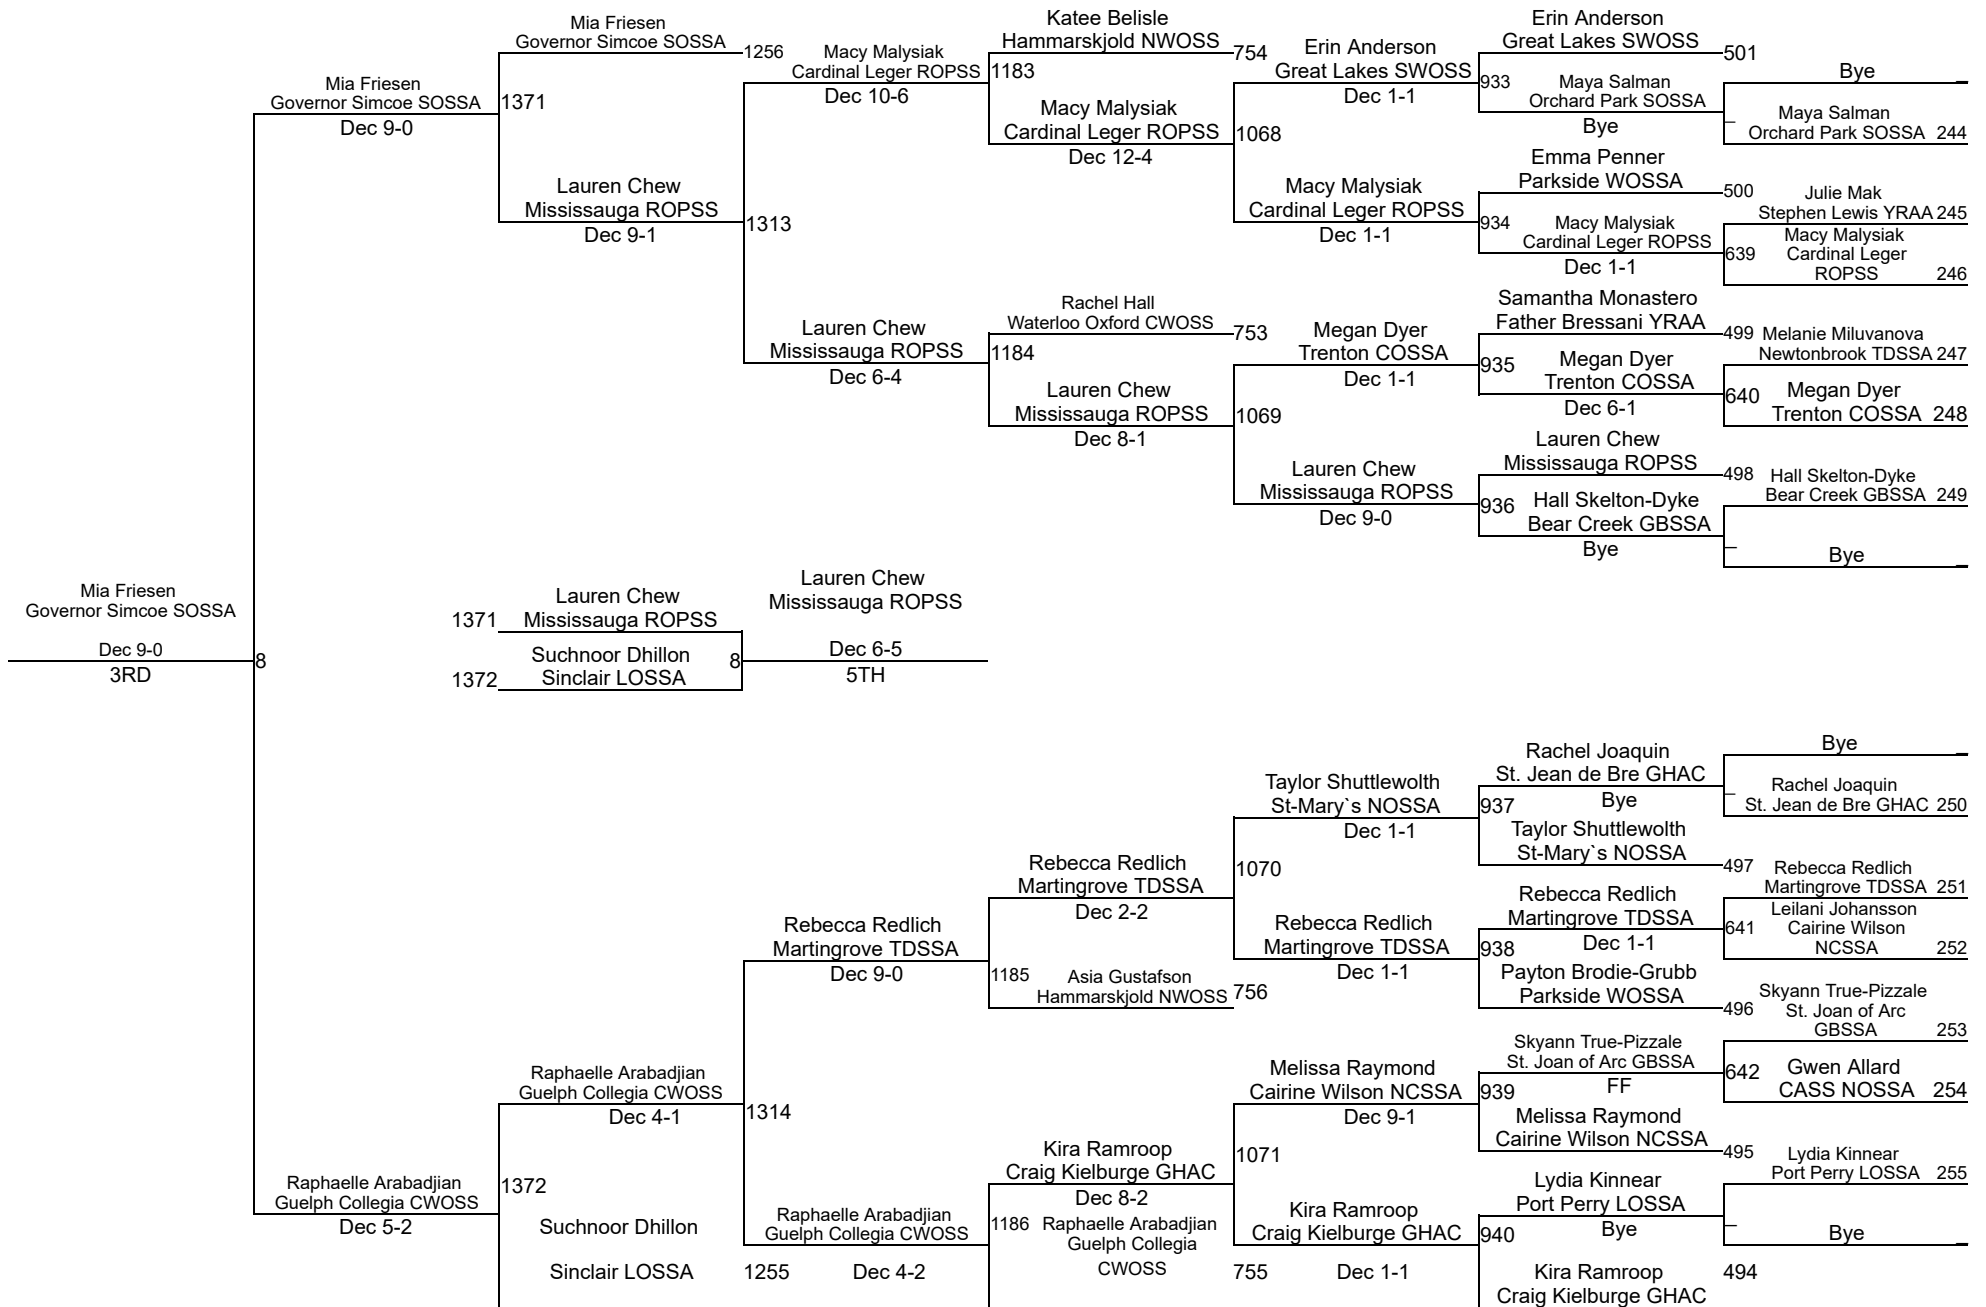 Mia Friesen
Governor Simcoe SOSSA
1256
Macy Malysiak
Cardinal Leger ROPSS
Dec 10-6
Katee Belisle
Hammarskjold NWOSS
754
1183
Macy Malysiak
Cardinal Leger ROPSS
Dec 12-4
Erin Anderson
Great Lakes SWOSS
Dec 1-1
1068
Erin Anderson
Great Lakes SWOSS
501
933
Maya Salman
Orchard Park SOSSA
Bye
Bye
_
_
Maya Salman
Orchard Park SOSSA 244
Mia Friesen
Governor Simcoe SOSSA
Dec 9-0
1371
Lauren Chew
Mississauga ROPSS
Dec 9-1
1313
Macy Malysiak
Cardinal Leger ROPSS
Dec 1-1
Emma Penner
Parkside WOSSA
500
934
Macy Malysiak
Cardinal Leger ROPSS
Dec 1-1
Julie Mak
Stephen Lewis YRAA 245
639
Macy Malysiak
Cardinal Leger
ROPSS 246
Lauren Chew
Mississauga ROPSS
Dec 6-4
Rachel Hall
Waterloo Oxford CWOSS
753
1184
Lauren Chew
Mississauga ROPSS
Dec 8-1
Megan Dyer
Trenton COSSA
Dec 1-1
1069
Samantha Monastero
Father Bressani YRAA
499
935
Megan Dyer
Trenton COSSA
Dec 6-1
Melanie Miluvanova
Newtonbrook TDSSA 247
640
Megan Dyer
Trenton COSSA 248
Lauren Chew
Mississauga ROPSS
Dec 9-0
Lauren Chew
Mississauga ROPSS
498
936
Hall Skelton-Dyke
Bear Creek GBSSA
Bye
Hall Skelton-Dyke
Bear Creek GBSSA 249
_
Bye
_
Mia Friesen
Governor Simcoe SOSSA
Dec 9-0
3RD
8
1371
Lauren Chew
Mississauga ROPSS
1372
Suchnoor Dhillon
Sinclair LOSSA
8
Lauren Chew
Mississauga ROPSS
Dec 6-5
5TH
Taylor Shuttlewolth
St-Mary`s NOSSA
Dec 1-1
Rachel Joaquin
St. Jean de Bre GHAC
Bye
937
Taylor Shuttlewolth
St-Mary`s NOSSA
497
Bye
_
_
Rachel Joaquin
St. Jean de Bre GHAC 250
Rebecca Redlich
Martingrove TDSSA
Dec 9-0
Rebecca Redlich
Martingrove TDSSA
Dec 2-2
1185
Asia Gustafson
Hammarskjold NWOSS
756
1070
Rebecca Redlich
Martingrove TDSSA
Dec 1-1
Rebecca Redlich
Martingrove TDSSA
Dec 1-1
938
Payton Brodie-Grubb
Parkside WOSSA
496
Rebecca Redlich
Martingrove TDSSA 251
641
Leilani Johansson
Cairine Wilson
NCSSA 252
Raphaelle Arabadjian
Guelph Collegia CWOSS
Dec 4-1
1314
Melissa Raymond
Cairine Wilson NCSSA
Dec 9-1
Skyann True-Pizzale
St. Joan of Arc GBSSA
FF
939
Melissa Raymond
Cairine Wilson NCSSA
495
Skyann True-Pizzale
St. Joan of Arc
GBSSA 253
642
Gwen Allard
CASS NOSSA 254
Raphaelle Arabadjian
Guelph Collegia CWOSS
Dec 5-2
1372
Suchnoor Dhillon
Sinclair LOSSA
1255
Raphaelle Arabadjian
Guelph Collegia CWOSS
Dec 4-2
Kira Ramroop
Craig Kielburge GHAC
Dec 8-2
1186
Raphaelle Arabadjian
Guelph Collegia
CWOSS
755
1071
Kira Ramroop
Craig Kielburge GHAC
Dec 1-1
Lydia Kinnear
Port Perry LOSSA
Bye
940
Kira Ramroop
Craig Kielburge GHAC
494
Lydia Kinnear
Port Perry LOSSA 255
_
Bye
_